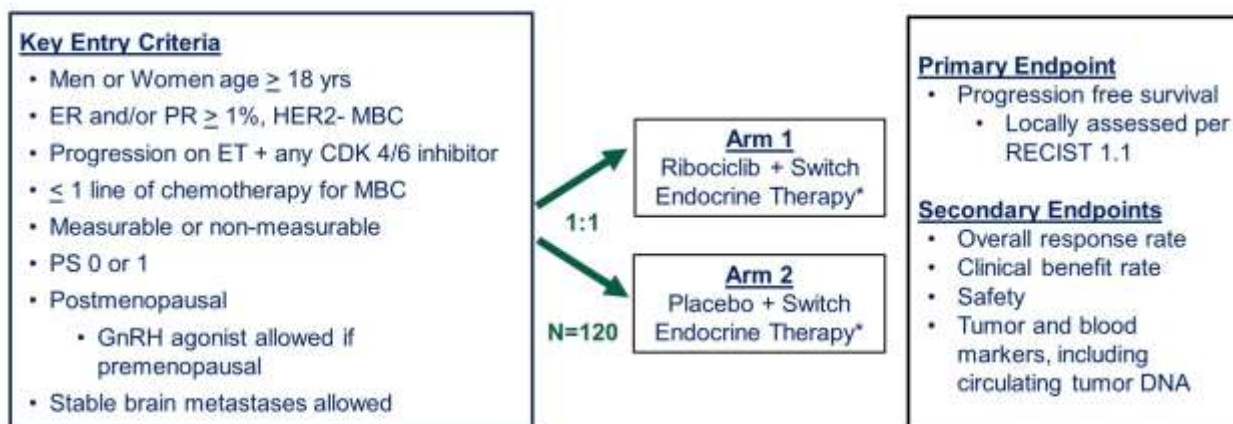 Key Entry Criteria
• Men or Women age ≥ 18 yrs
• ER and/or PR ≥ 1%, HER2- MBC
• Progression on ET + any CDK 4/6 inhibitor
• ≤ 1 line of chemotherapy for MBC
• Measurable or non-measurable
• PS 0 or 1
• Postmenopausal
• GnRH agonist allowed if
premenopausal
• Stable brain metastases allowed
1:1
N=120
Arm 1
Ribociclib + Switch
Endocrine Therapy*
Arm 2
Placebo + Switch
Endocrine Therapy*
Primary Endpoint
• Progression free survival
• Locally assessed per
RECIST 1.1
Secondary Endpoints
• Overall response rate
• Clinical benefit rate
• Safety
• Tumor and blood
markers, including
circulating tumor DNA